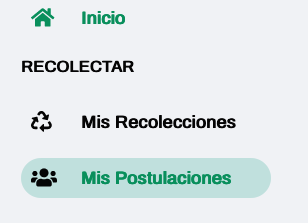 Inicio
RECOLECTAR
Mis Recolecciones
Mis Postulaciones